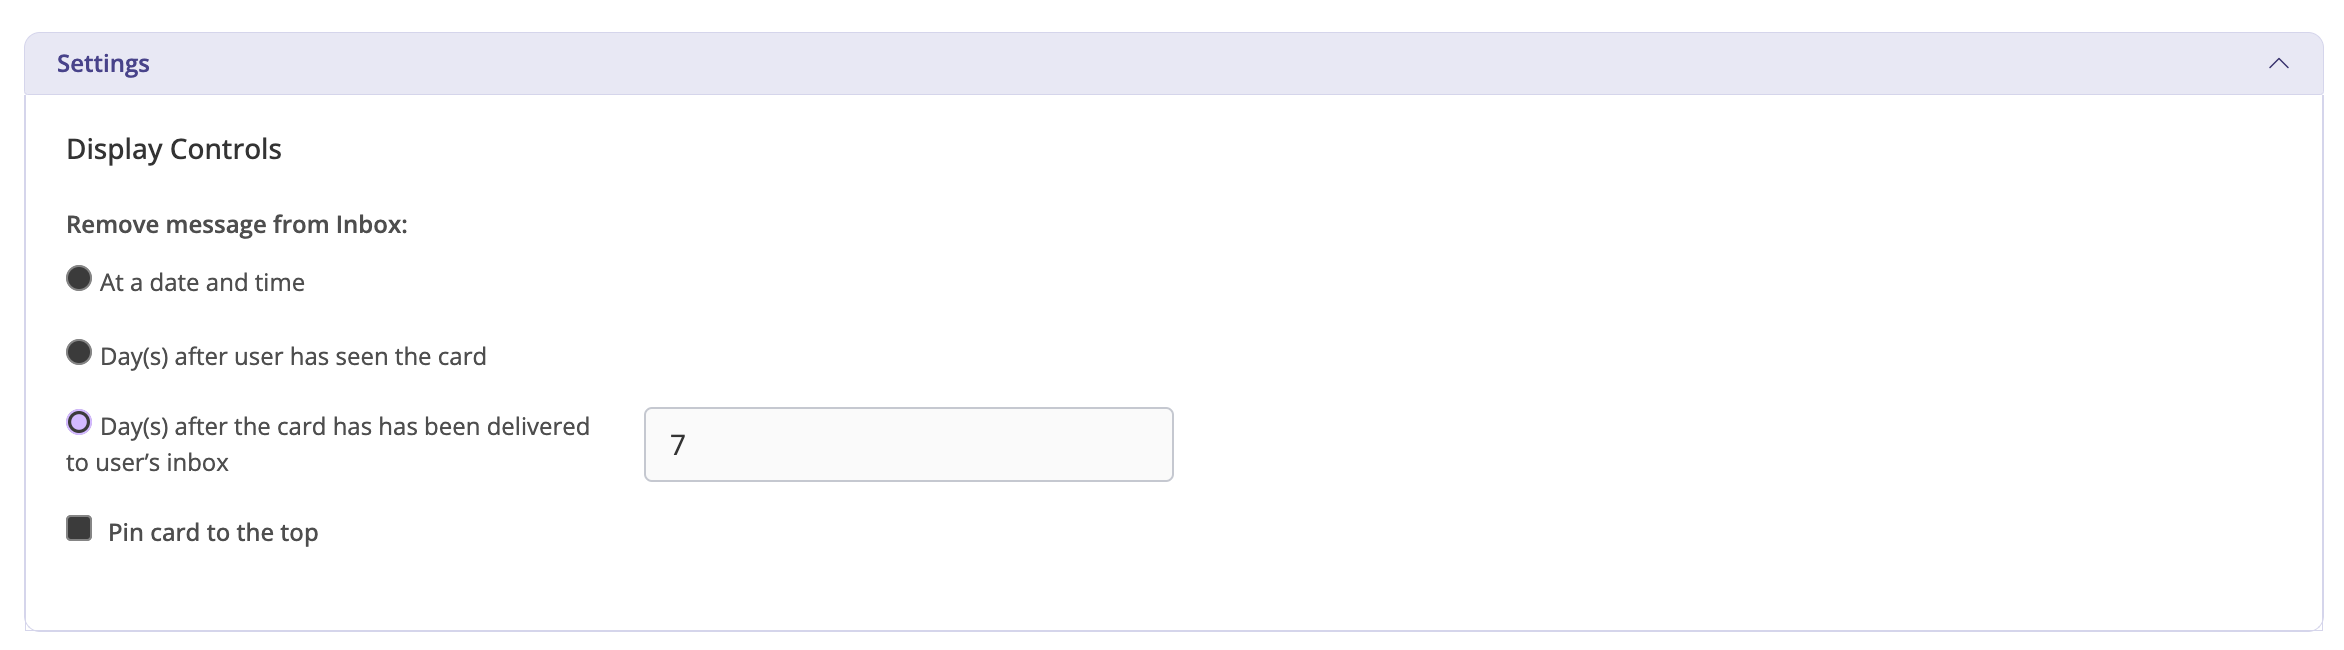 Settings
Display Controls
Remove message from Inbox:
At a date and time
Day(s) after user has seen the card
Day(s) after the card has has been delivered
to user’s inbox
7
Pin card to the top